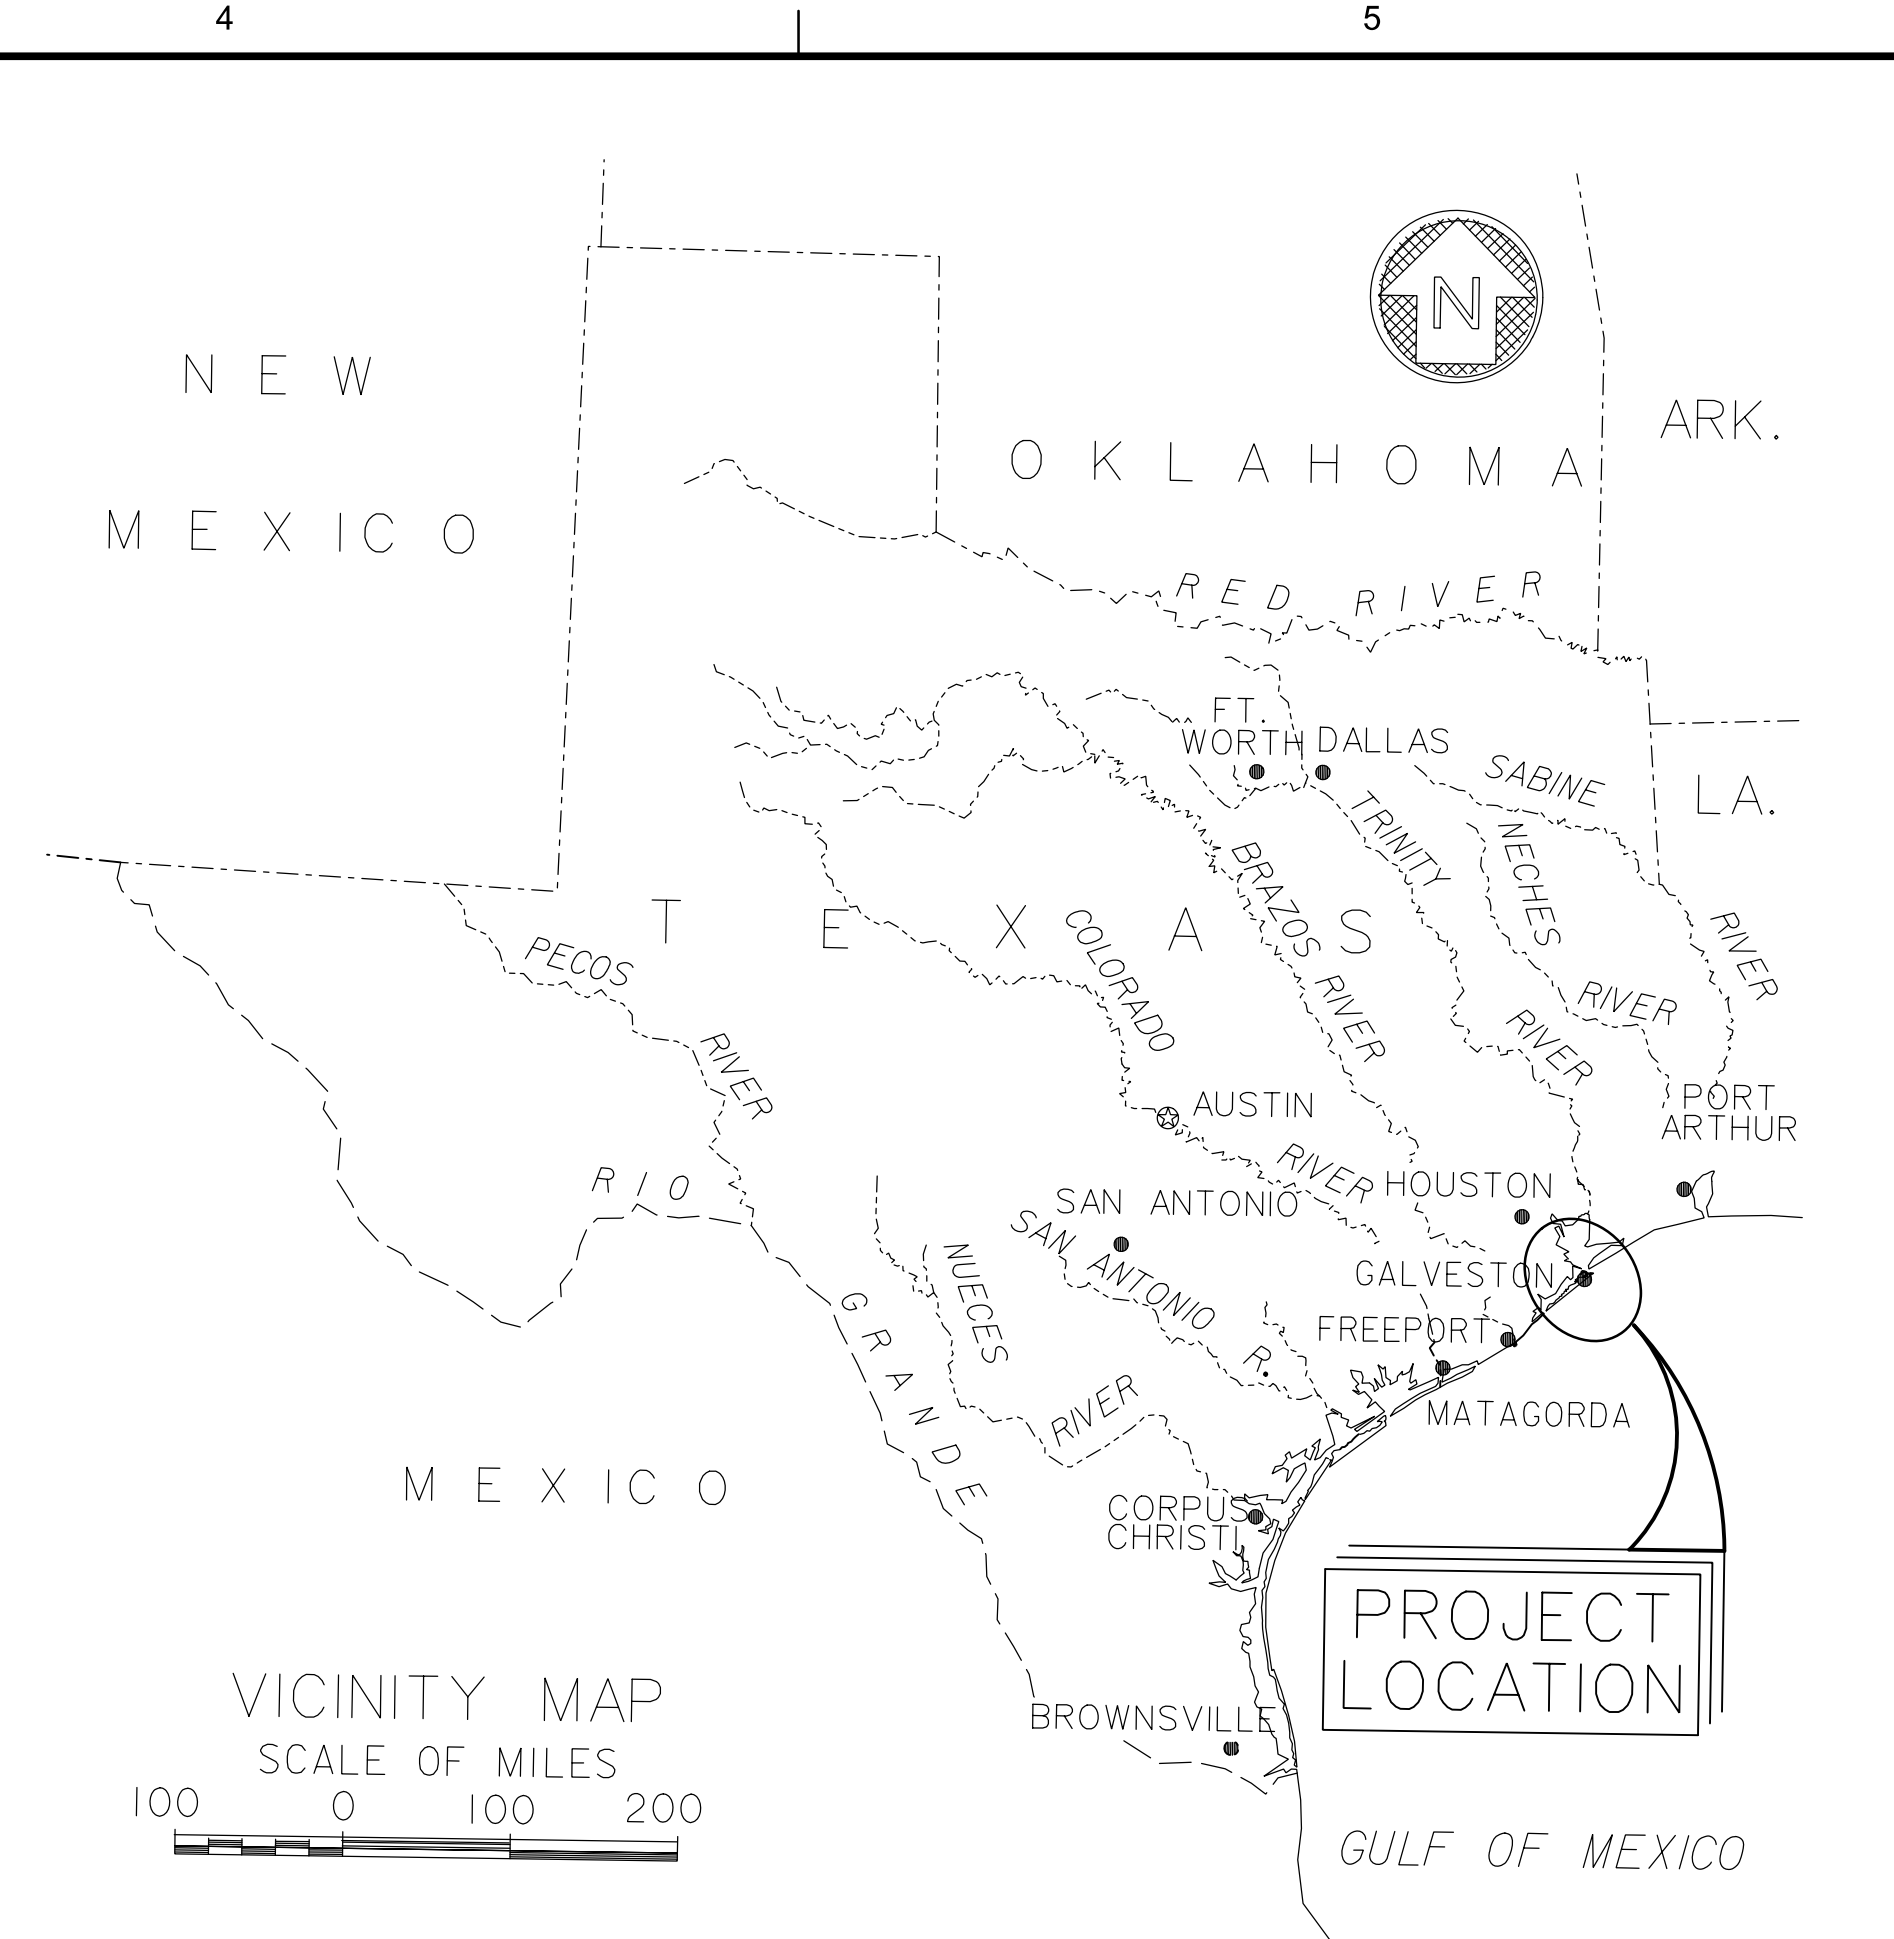 4
5
N
NEW
MEXICO
ARK.
OKLAHOMA
RED RIVER
FT.
WORTH
DALLAS
SABINE
RIVER
LA.
TRINITY
RIVER
NECHES
RIVER
BRAZOS RIVER
TEXAS
COLORADO
RIVER
PECOS
RIVER
AUSTIN
PORT
ARTHUR
RIO
GRANDE
HOUSTON
SAN ANTONIO
SAN ANTONIO R.
NUECES
RIVER
GALVESTON
FREEPORT
MATAGORDA
MEXICO
CORPUS
CHRISTI
PROJECT
LOCATION
BROWNSVILLE
VICINITY MAP
SCALE OF MILES
100 0 100 200
GULF OF MEXICO